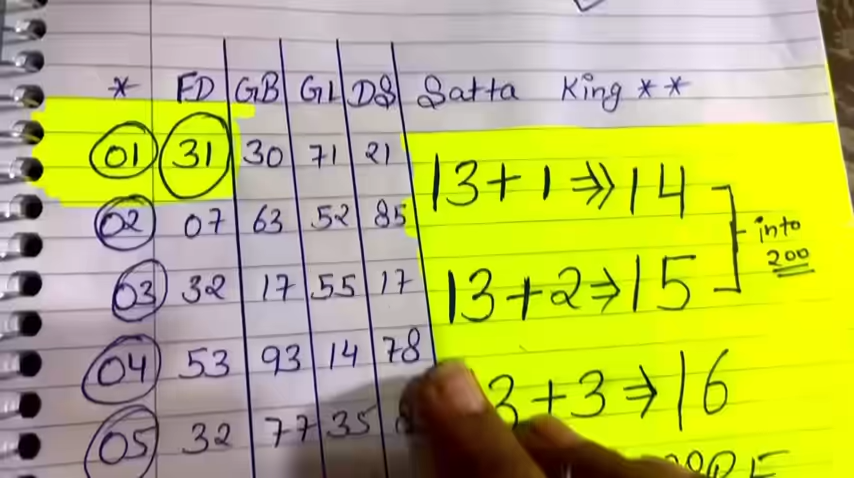 * FD GB GL DS Satta King **
01 31 30 71 21
02 07 63 52 85
03 32 17 55 17
04 53 93 14 78
05 32 77 35
13+1⇒14
13+2⇒15
into
200
3+3⇒16